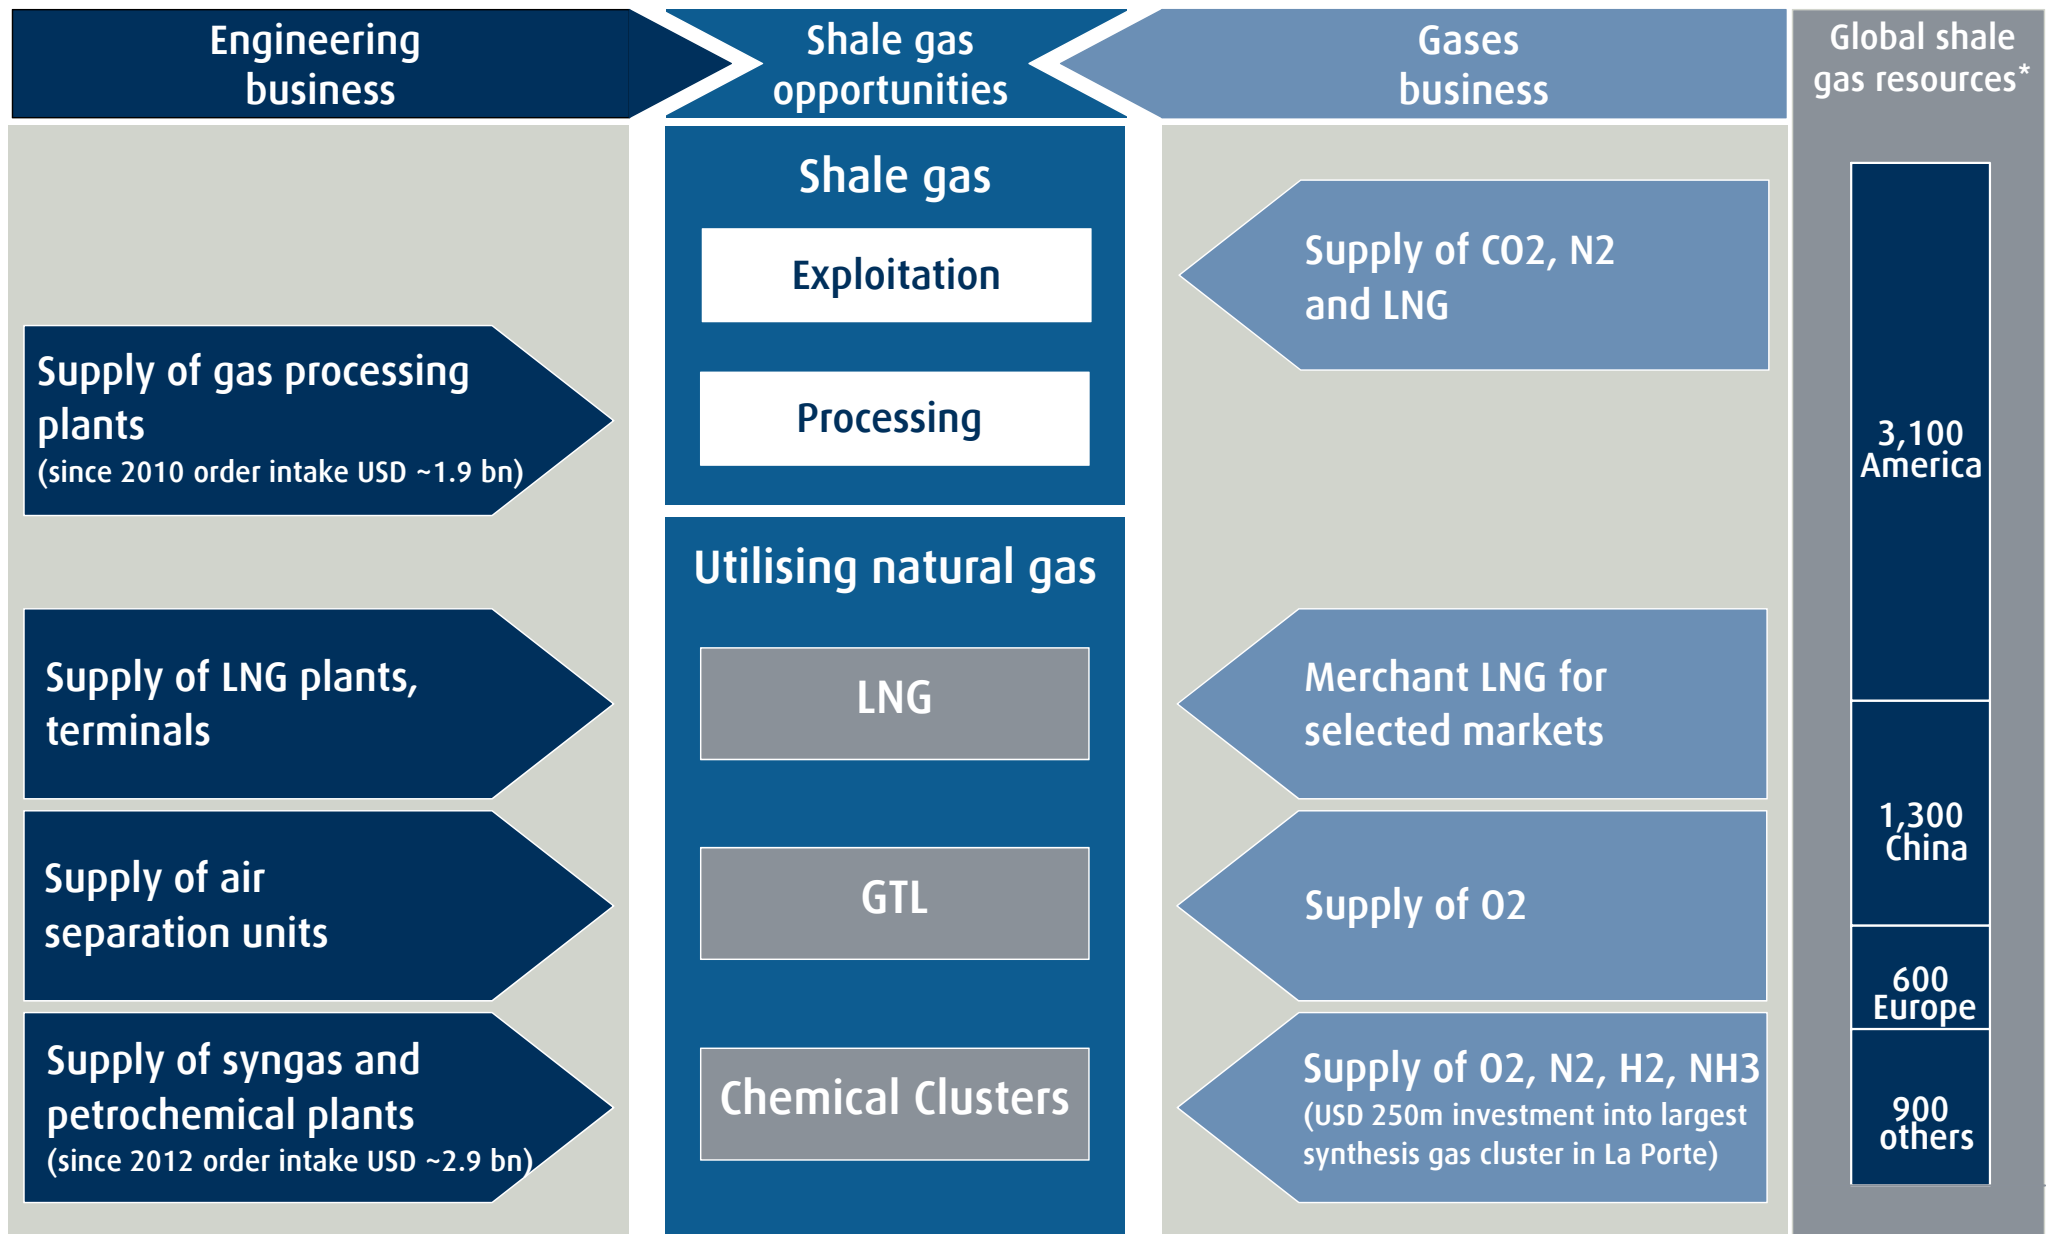 Engineering
business
Shale gas
opportunities
Gases
business
Global shale
gas resources*
Supply of gas processing
plants
(since 2010 order intake USD ~1.9 bn)
Supply of LNG plants,
terminals
Supply of air
separation units
Supply of syngas and
petrochemical plants
(since 2012 order intake USD ~2.9 bn)
Shale gas
Exploitation
Processing
Utilising natural gas
LNG
GTL
Chemical Clusters
Supply of CO2, N2
and LNG
Merchant LNG for
selected markets
Supply of O2
Supply of O2, N2, H2, NH3
(USD 250m investment into largest
synthesis gas cluster in La Porte)
3,100
America
1,300
China
600
Europe
900
others